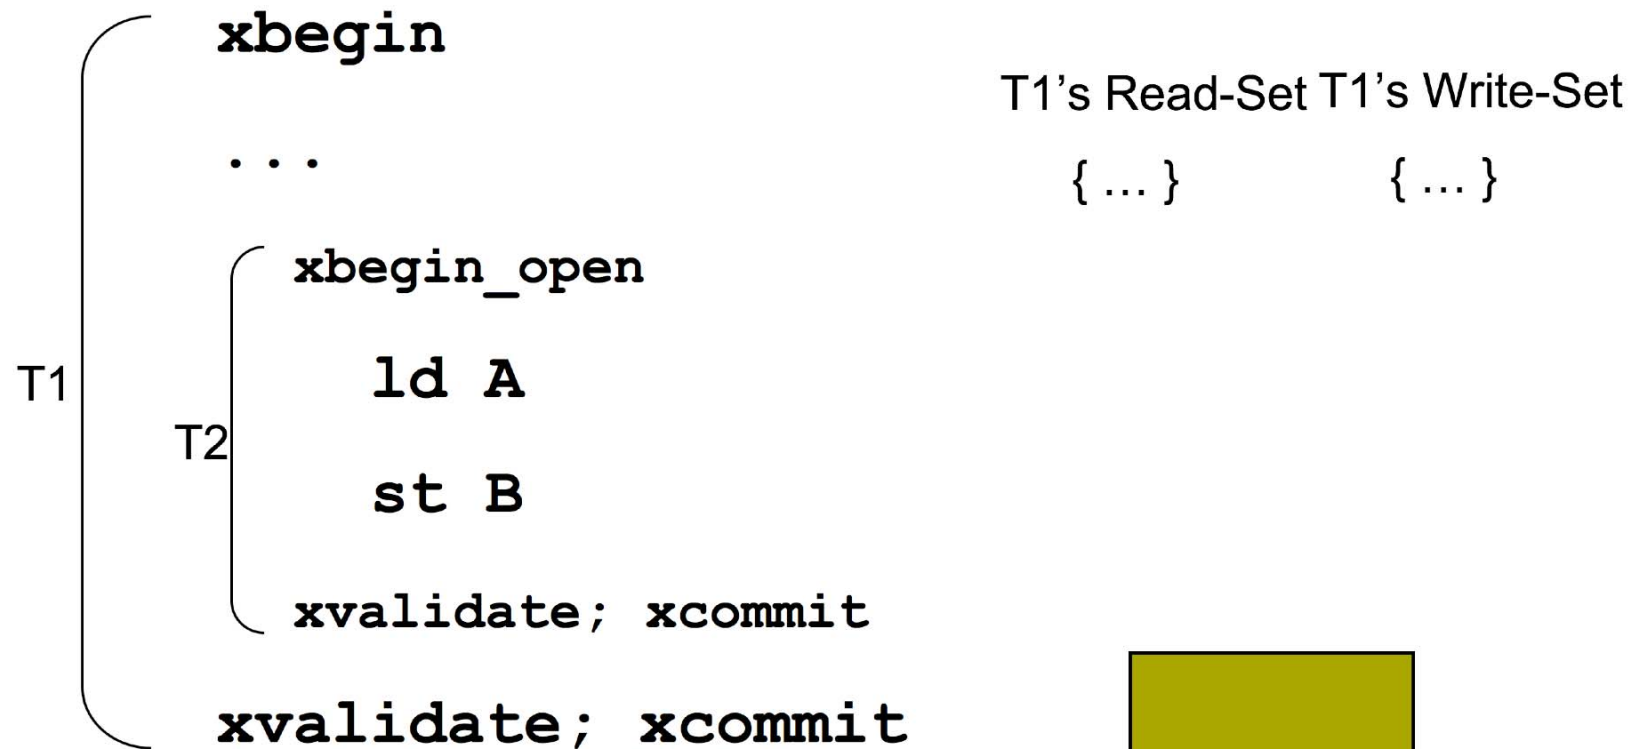 xbegin
T1’s Read-Set T1’s Write-Set
...
{ ... } { ... }
xbegin_open
ld A
T1
T2
st B
xvalidate; xcommit
xvalidate; xcommit